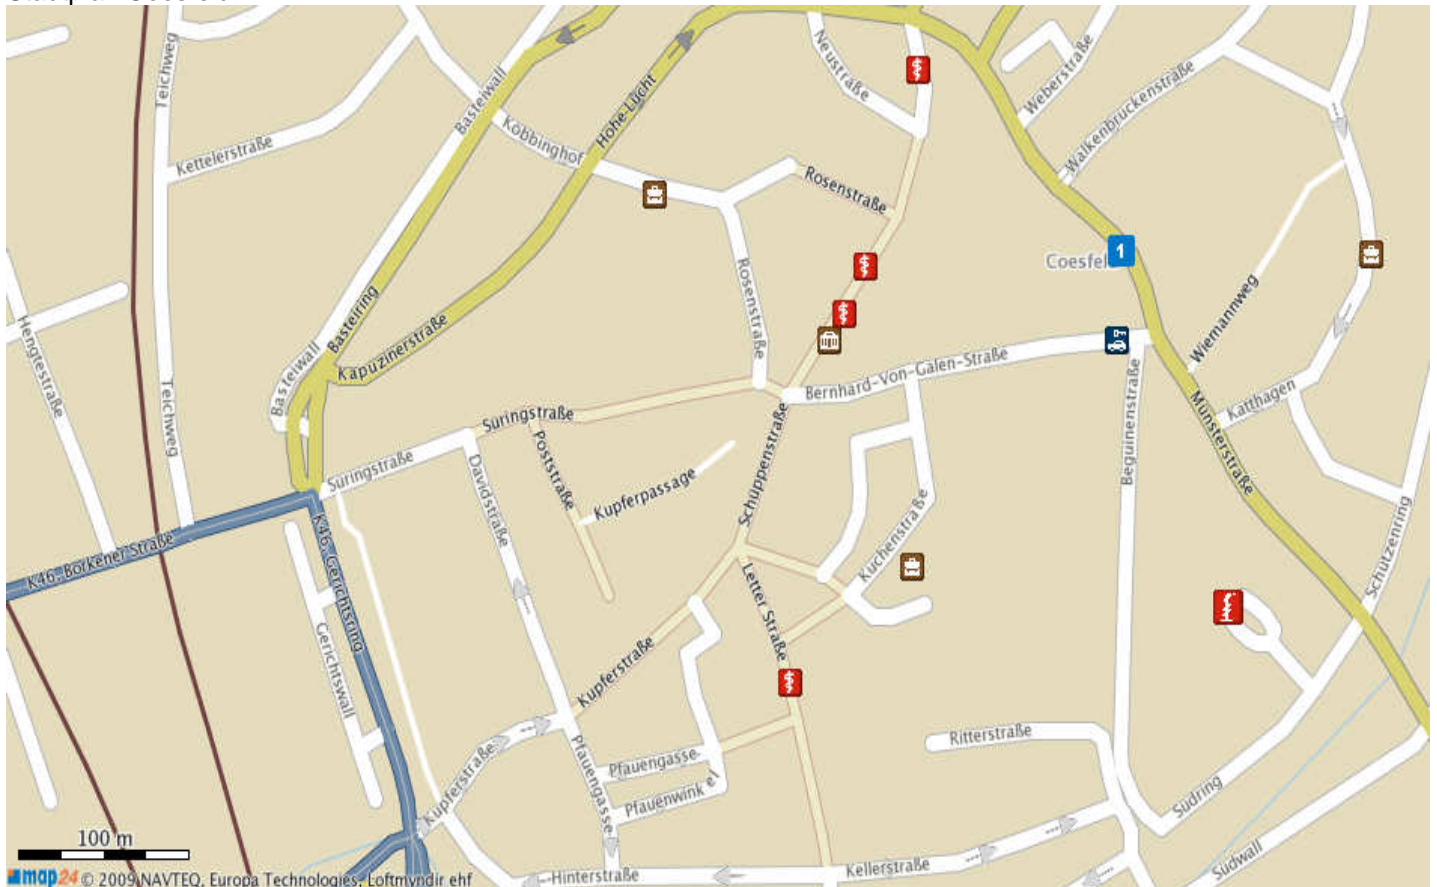 Teichweg
Neustraße
Weberstraße
Basteiwall
Hohe Lucht
Walkenbrückenstraße
Kobbinghof
Kettelerstraße
Rosenstraße
1
Coesfel
Rosenstraße
Wiemannweg
Basteiring
Hengtestraße
Kapuzinerstraße
Basteiwall
Bernhard-Von-Galen-Straße
Katthagen
Teichweg
Süringstraße
Poststraße
Schüppenstraße
Beguinenstraße
Münsterstraße
Süringstraße
Davidstraße
Kupferpassage
Schützenring
K46, Borkener Straße
K46, Gerichtsring
Kuchenstraße
Letter Straße
Gerichtswall
Kupferstraße
Ritterstraße
Kupferstraße
Pfauengasse
Pfauengasse
Pfauenwinkel
Südring
100 m
Kellerstraße
Hinterstraße
Südwall
map24 © 2009 NAVTEQ, Europa Technologies, Loftmyndir ehf